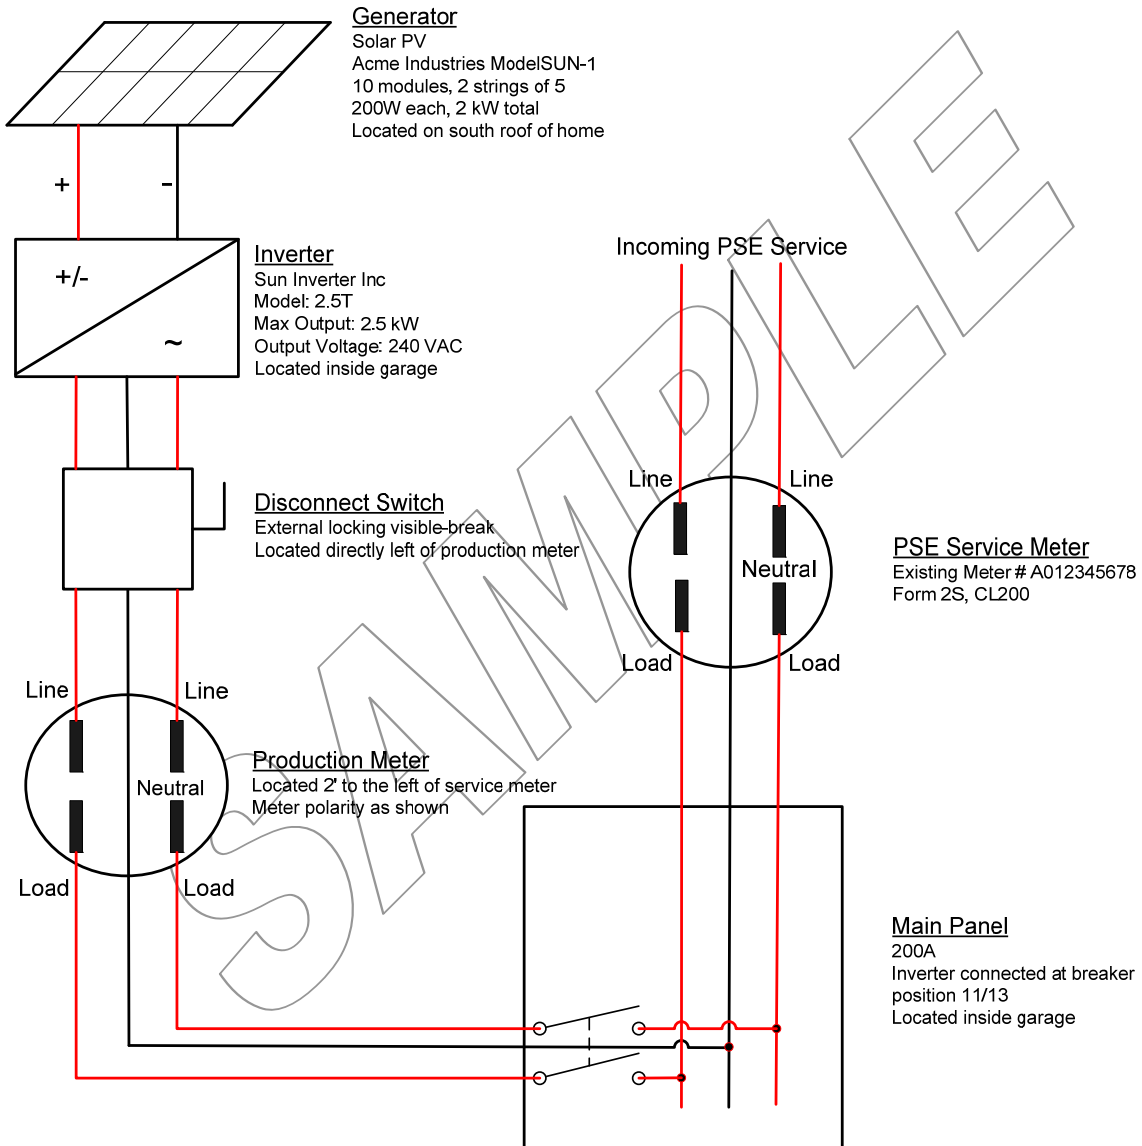 Generator
Solar PV
Acme Industries ModelSUN-1
10 modules, 2 strings of 5
200W each, 2 kW total
Located on south roof of home
+ -
Inverter
Sun Inverter Inc
Model: 2.5T
Max Output: 2.5 kW
Output Voltage: 240 VAC
Located inside garage
+/-
~
Incoming PSE Service
Line Line
Neutral
Load Load
Disconnect Switch
External locking visible-break
Located directly left of production meter
PSE Service Meter
Existing Meter # A012345678
Form 2S, CL200
Line Line
Neutral
Load Load
Production Meter
Located 2' to the left of service meter
Meter polarity as shown
Main Panel
200A
Inverter connected at breaker
position 11/13
Located inside garage
SAMPLE